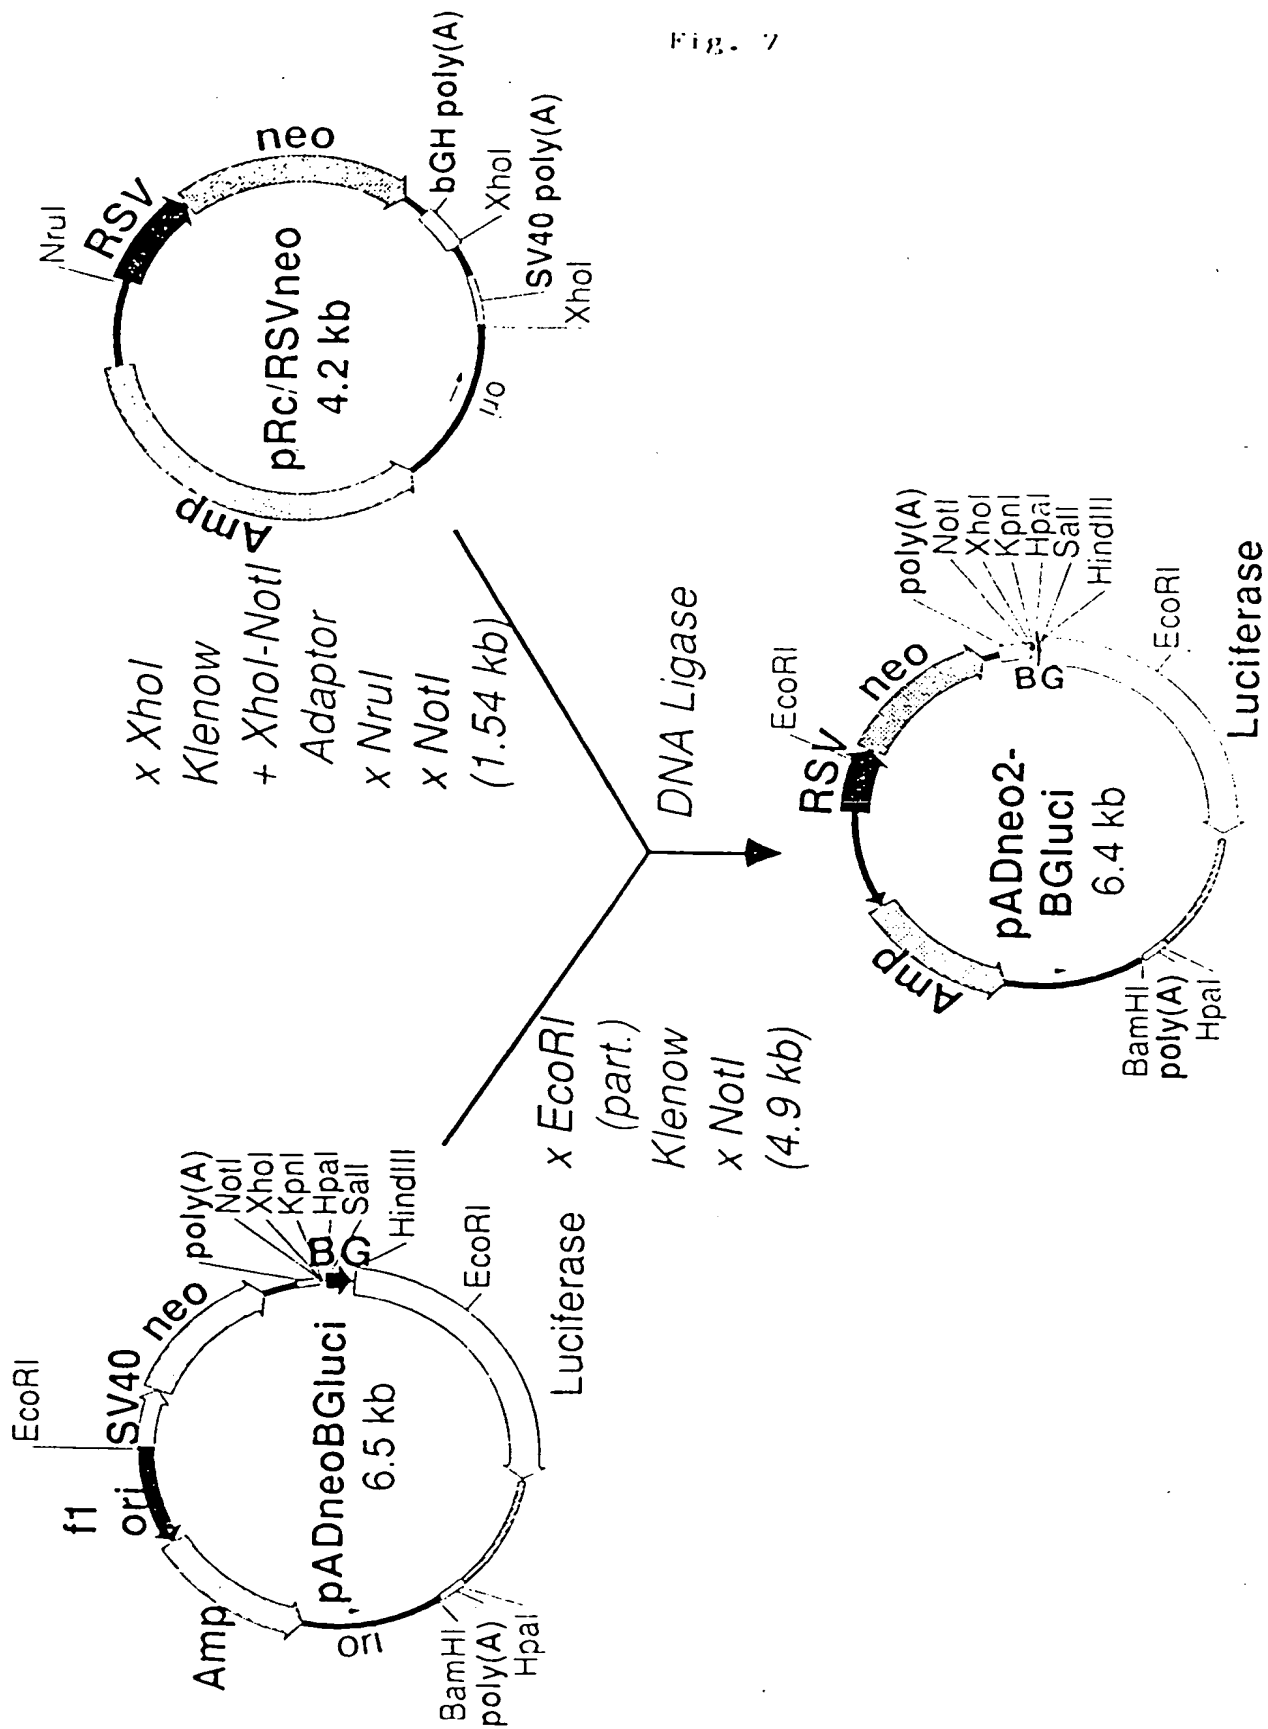 Fig. 7
EcoRI
f1
ori
SV40
neo
poly(A)
NotI
XhoI
KpnI
HpaI
SalI
BG
HindIII
EcoRI
Luciferase
Amp
ori
BamHI
poly(A)
HpaI
pADneoBGluci
6.5 kb
NruI
RSV
neo
bGH poly(A)
XhoI
SV40 poly(A)
XhoI
ori
Amp
pRc/RSVneo
4.2 kb
x EcoRI
(part.)
Klenow
x NotI
(4.9 kb)
x XhoI
Klenow
+ XhoI-NotI
Adaptor
x NruI
x NotI
(1.54 kb)
DNA Ligase
EcoRI
RSV
neo
poly(A)
NotI
XhoI
KpnI
HpaI
SalI
HindIII
BG
EcoRI
Luciferase
Amp
BamHI
poly(A)
HpaI
pADneo2-
BGluci
6.4 kb